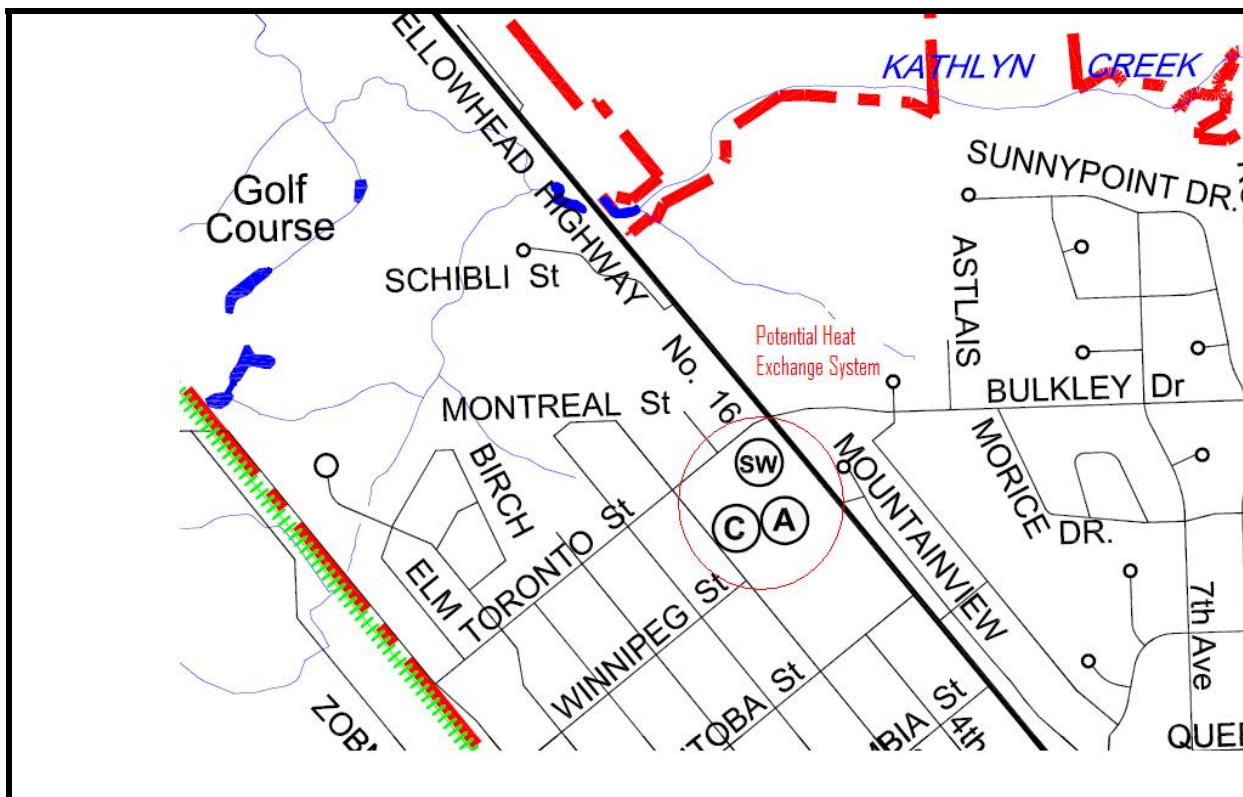 ELLOWHEAD HIGHWAY No. 16
KATHLYN CREEK
SUNNYPOINT DR.
Golf
Course
SCHIBLI St
ASTLAIS
Potential Heat
Exchange System
BULKLEY Dr
MONTREAL St
BIRCH
SW
C
A
MOUNTAINVIEW
MORICE DR.
ELM
TORONTO St
WINNIPEG St
7th Ave
ZOBN
TOBA St
MBIA St
4th
QUE